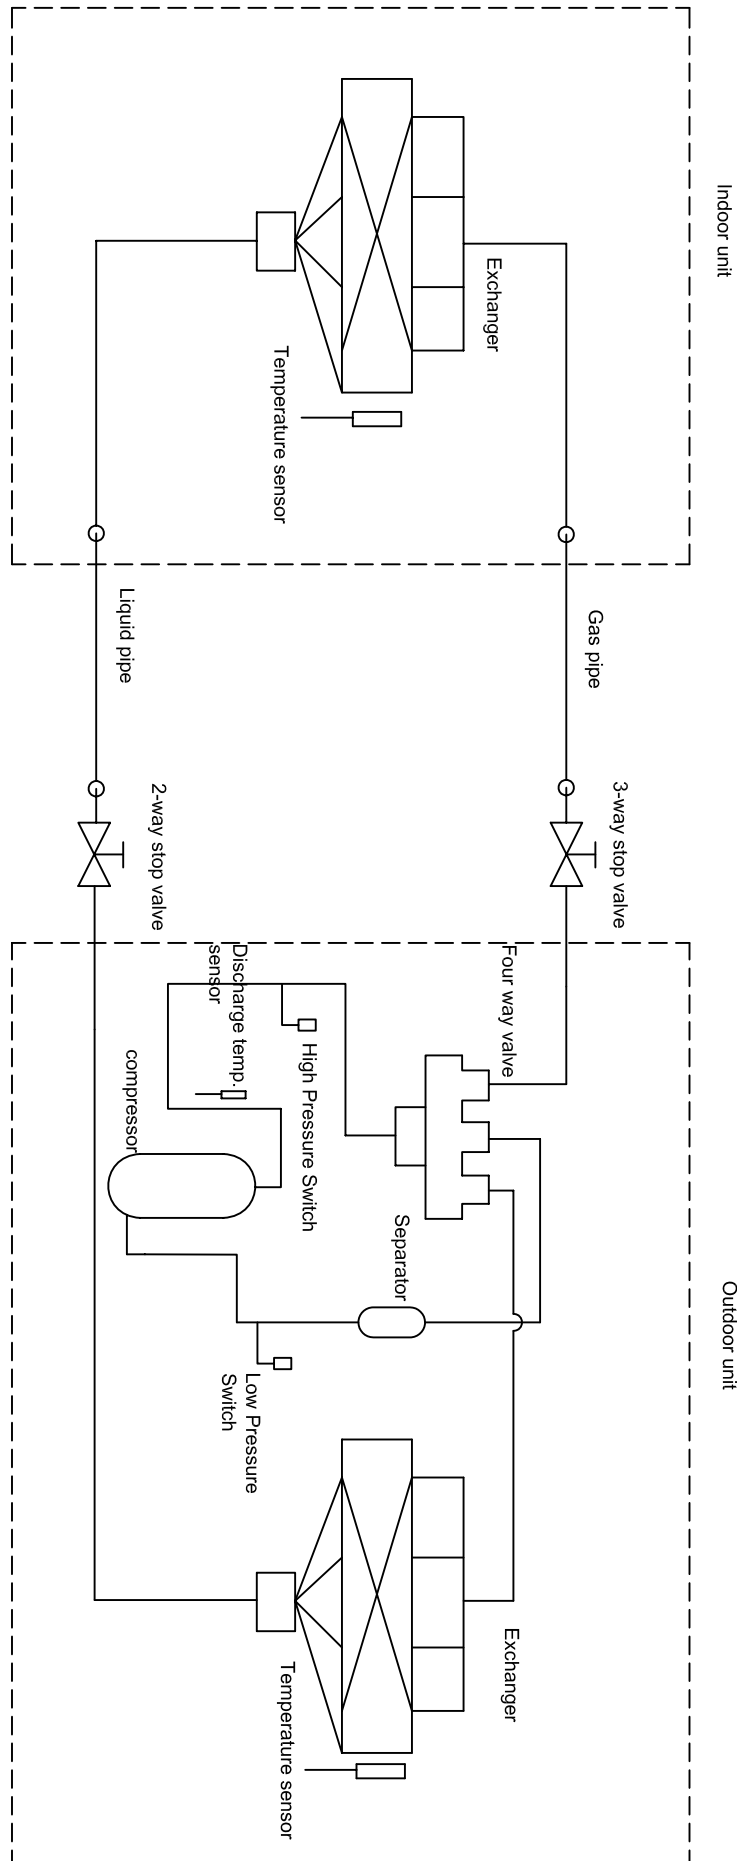 Indoor unit
Exchanger
Temperature sensor
Liquid pipe
Gas pipe
2-way stop valve
3-way stop valve
Outdoor unit
Four way valve
Discharge temp.
sensor
High Pressure Switch
compressor
Separator
Low Pressure
Switch
Exchanger
Temperature sensor